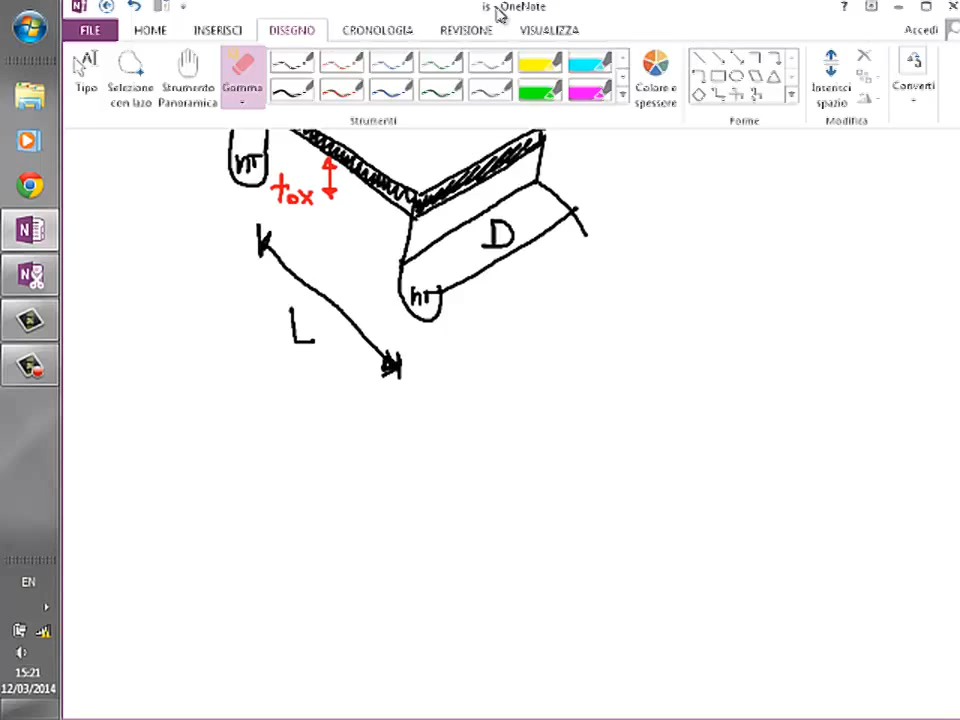 is - OneNote
?
FILE
HOME
INSERISCI
DISEGNO
CRONOLOGIA
REVISIONE
VISUALIZZA
Accedi
Tipo
Selezione
con lazo
Strumento
Panoramica
Gomma
Colore e
spessore
Inserisci
spazio
Converti
Strumenti
Forme
Modifica
tox
D
L
EN
15:21
12/03/2014